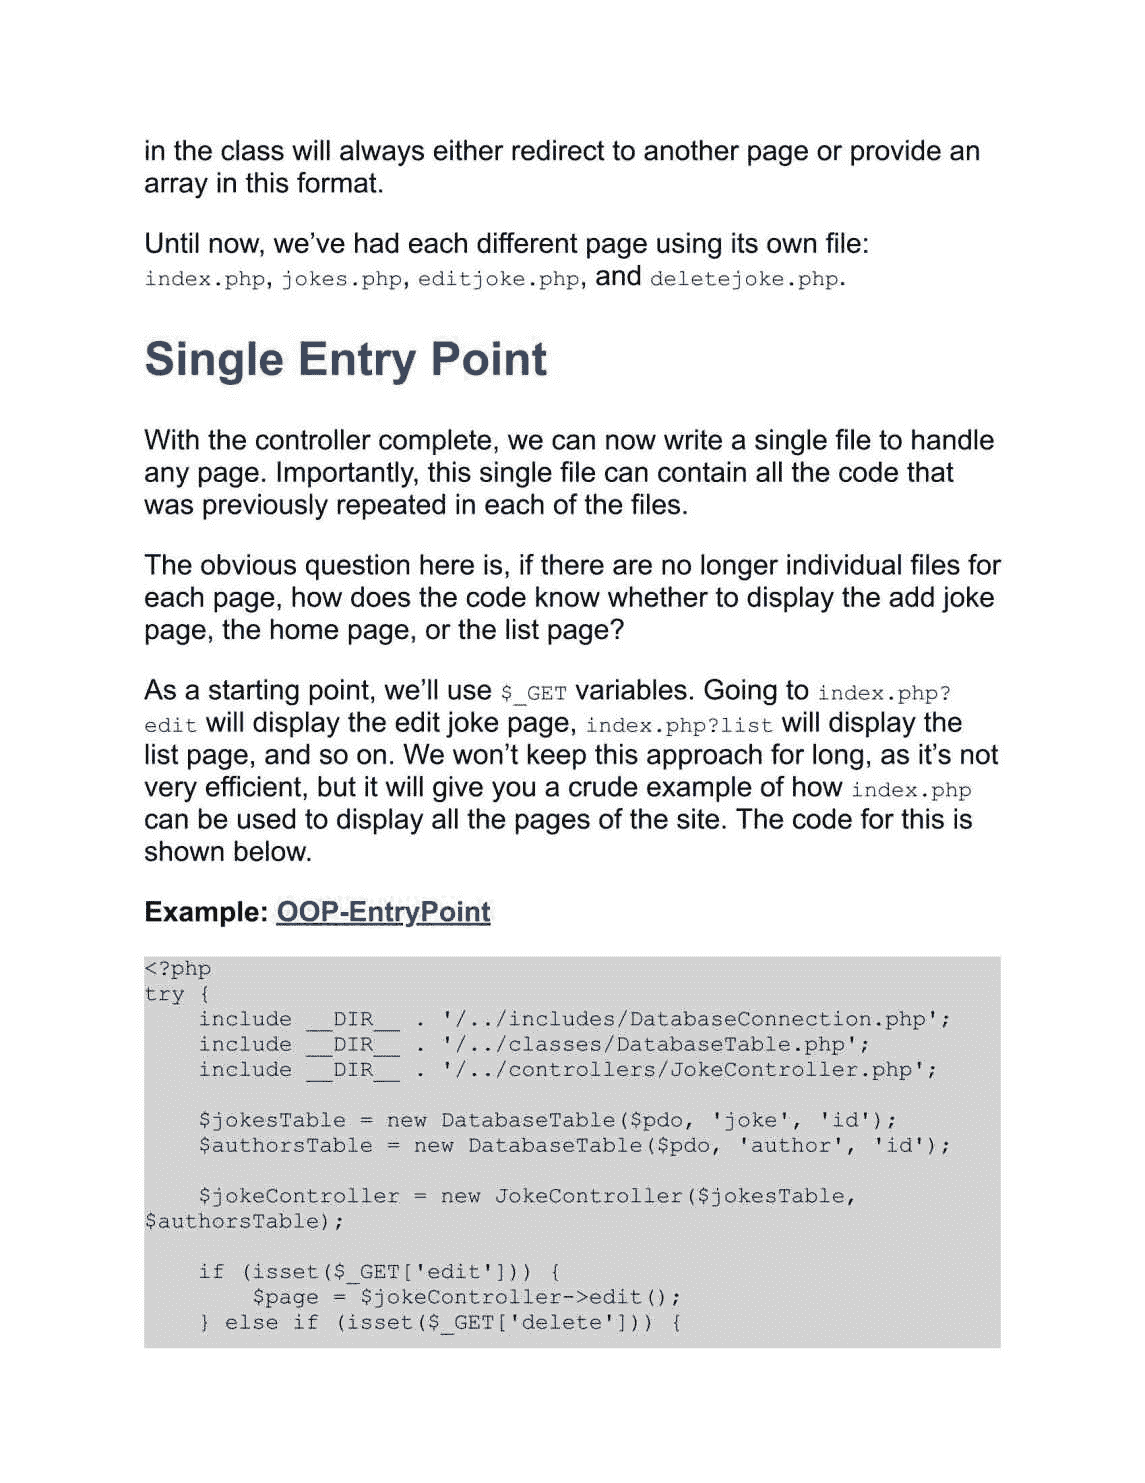 in the class will always either redirect to another page or provide an
array in this format.
Until now, we’ve had each different page using its own file:
index.php, jokes.php, editjoke.php, and deletejoke.php.
Single Entry Point
With the controller complete, we can now write a single file to handle
any page. Importantly, this single file can contain all the code that
was previously repeated in each of the files.
The obvious question here is, if there are no longer individual files for
each page, how does the code know whether to display the add joke
page, the home page, or the list page?
As a starting point, we’ll use $_GET variables. Going to index.php?
edit will display the edit joke page, index.php?list will display the
list page, and so on. We won’t keep this approach for long, as it’s not
very efficient, but it will give you a crude example of how index.php
can be used to display all the pages of the site. The code for this is
shown below.
Example: OOP-EntryPoint
<?php
try {
    include __DIR__ . '/../includes/DatabaseConnection.php';
    include __DIR__ . '/../classes/DatabaseTable.php';
    include __DIR__ . '/../controllers/JokeController.php';
    $jokesTable = new DatabaseTable($pdo, 'joke', 'id');
    $authorsTable = new DatabaseTable($pdo, 'author', 'id');
    $jokeController = new JokeController($jokesTable,
$authorsTable);
    if (isset($_GET['edit'])) {
        $page = $jokeController->edit();
    } else if (isset($_GET['delete'])) {